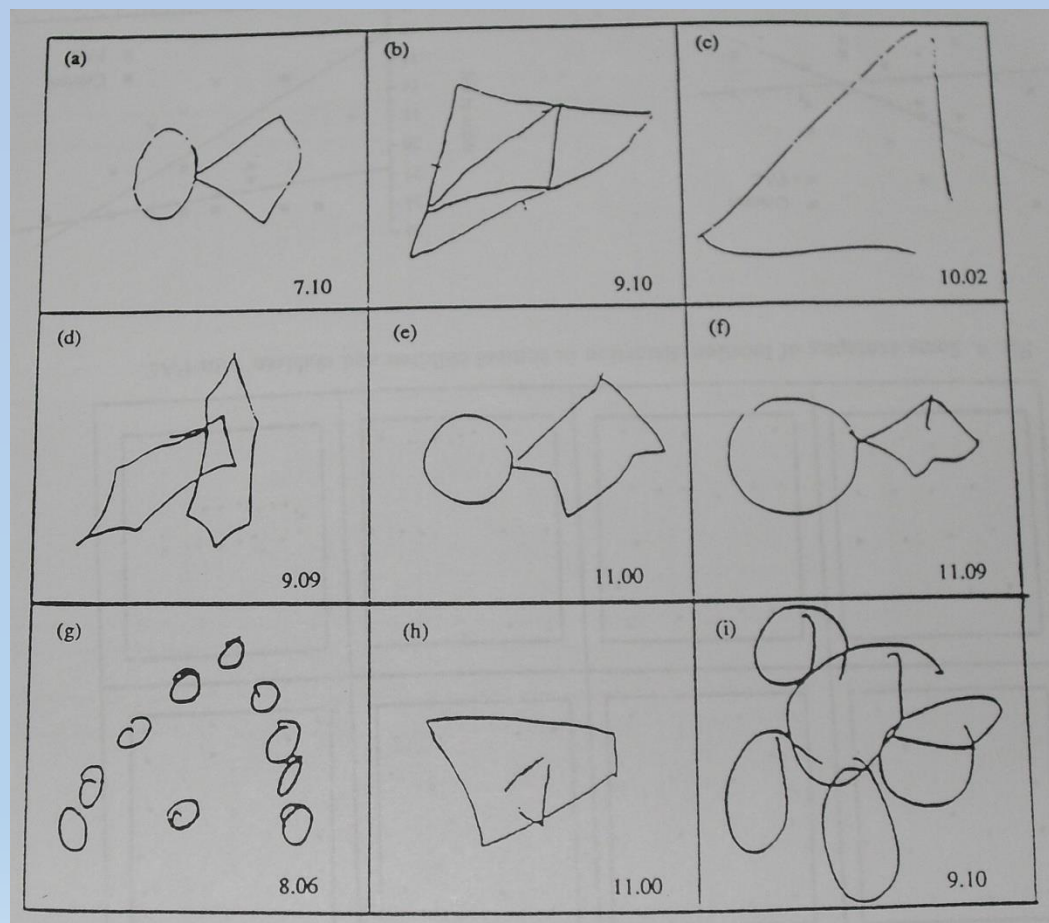 (a)
7.10
(b)
9.10
(c)
10.02
(d)
9.09
(e)
11.00
(f)
11.09
(g)
8.06
(h)
11.00
(i)
9.10